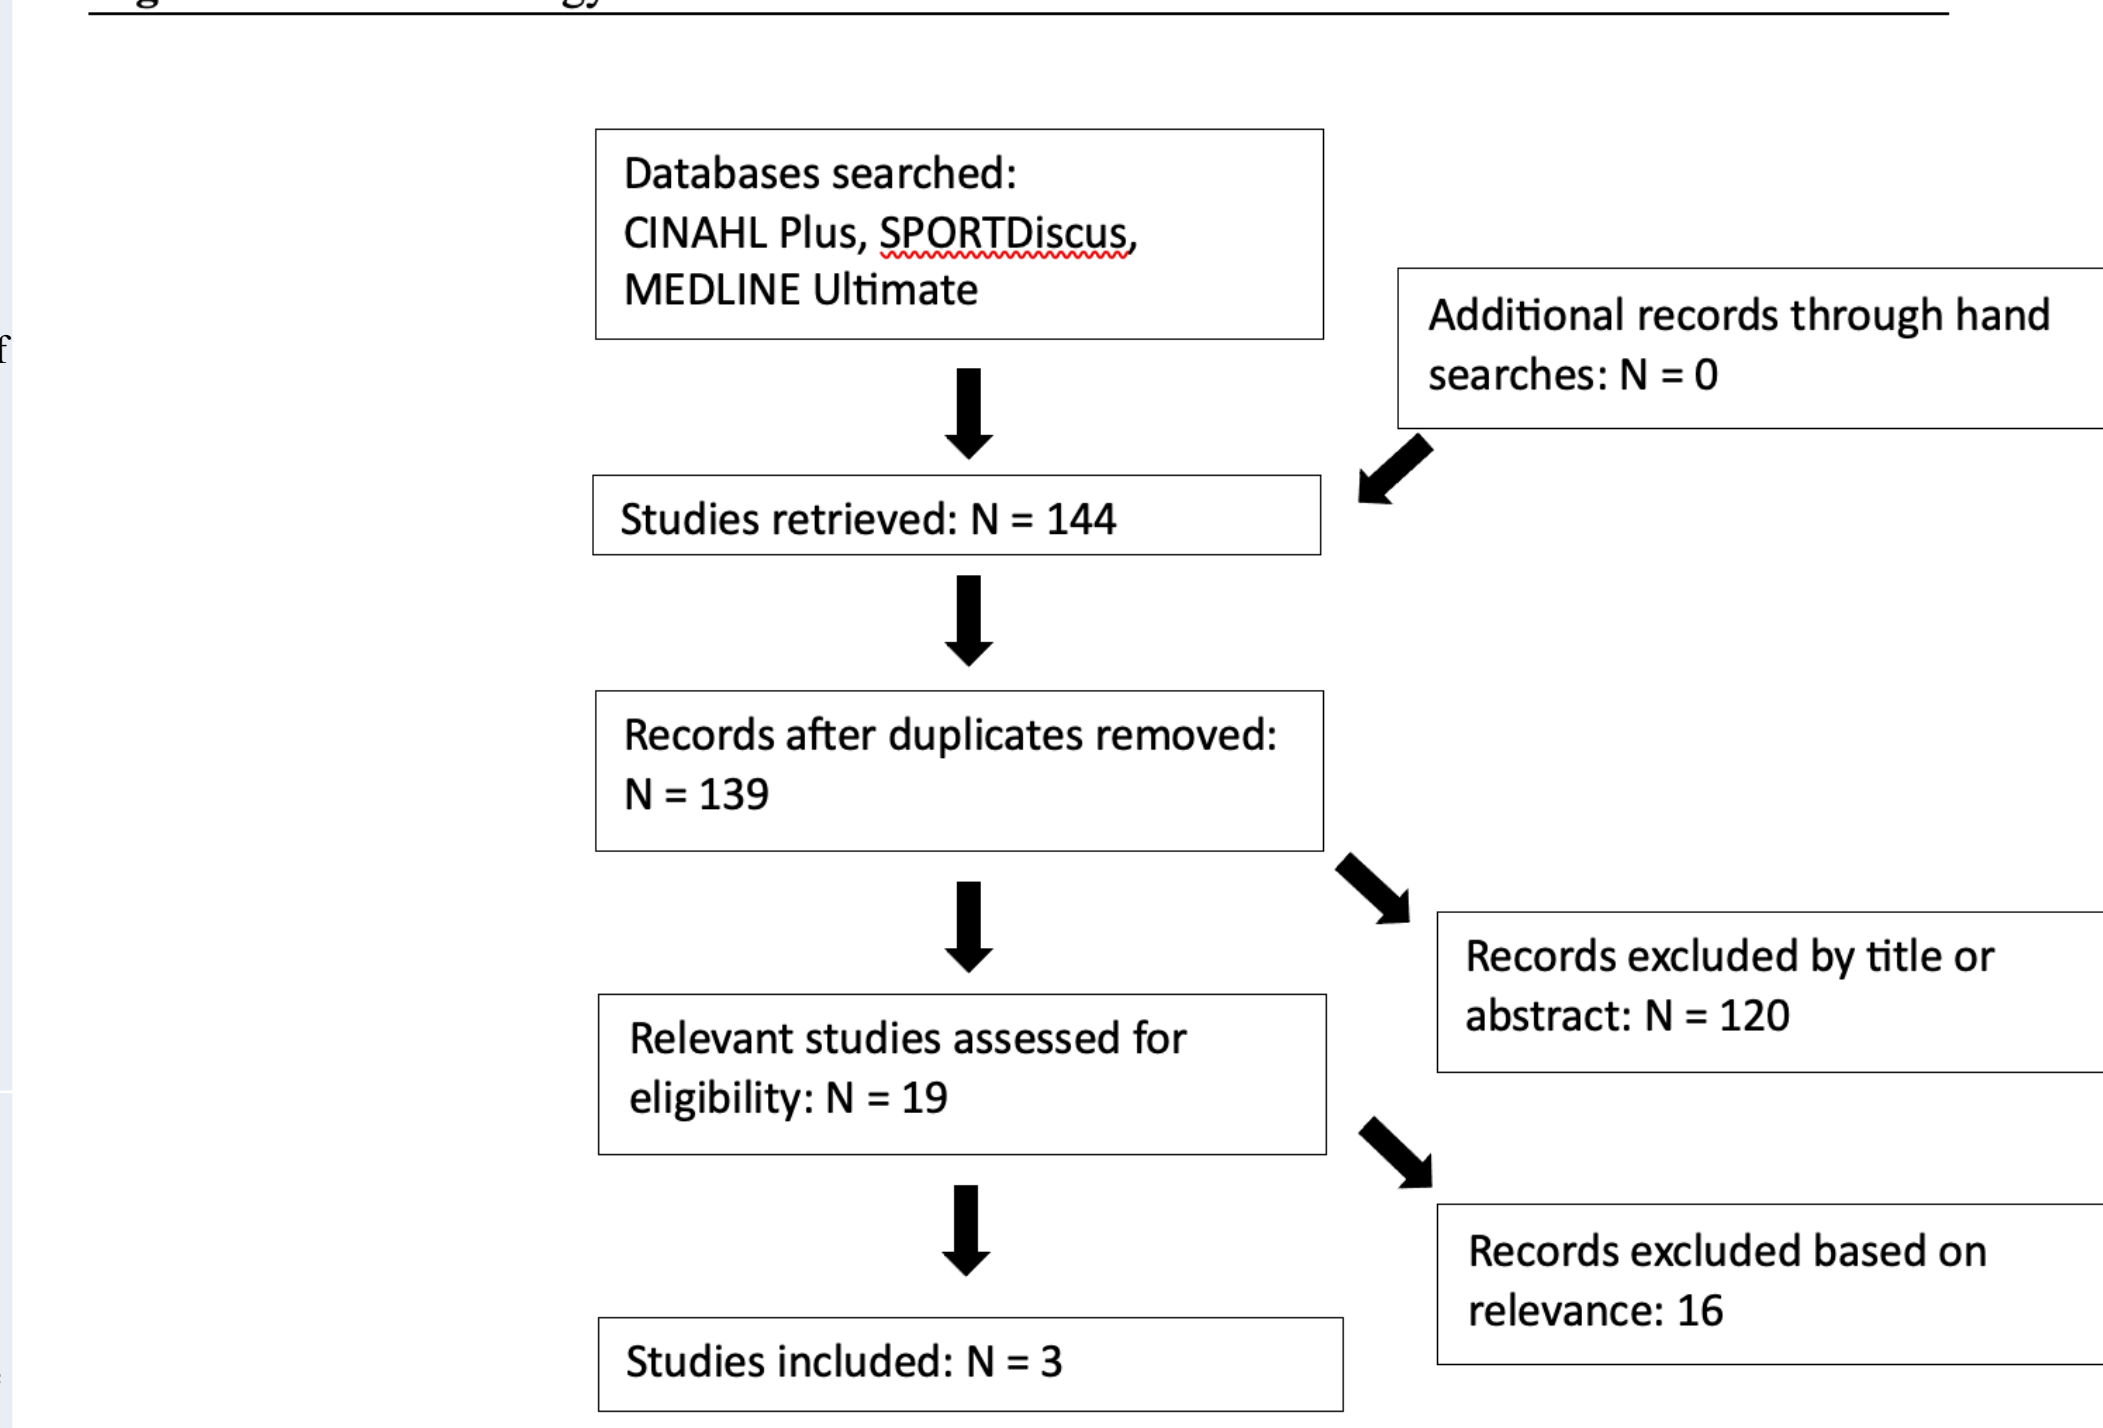 Databases searched:
CINAHL Plus, SPORTDiscus,
MEDLINE Ultimate
Additional records through hand
searches: N = 0
Studies retrieved: N = 144
Records after duplicates removed:
N = 139
Records excluded by title or
abstract: N = 120
Relevant studies assessed for
eligibility: N = 19
Records excluded based on
relevance: 16
Studies included: N = 3